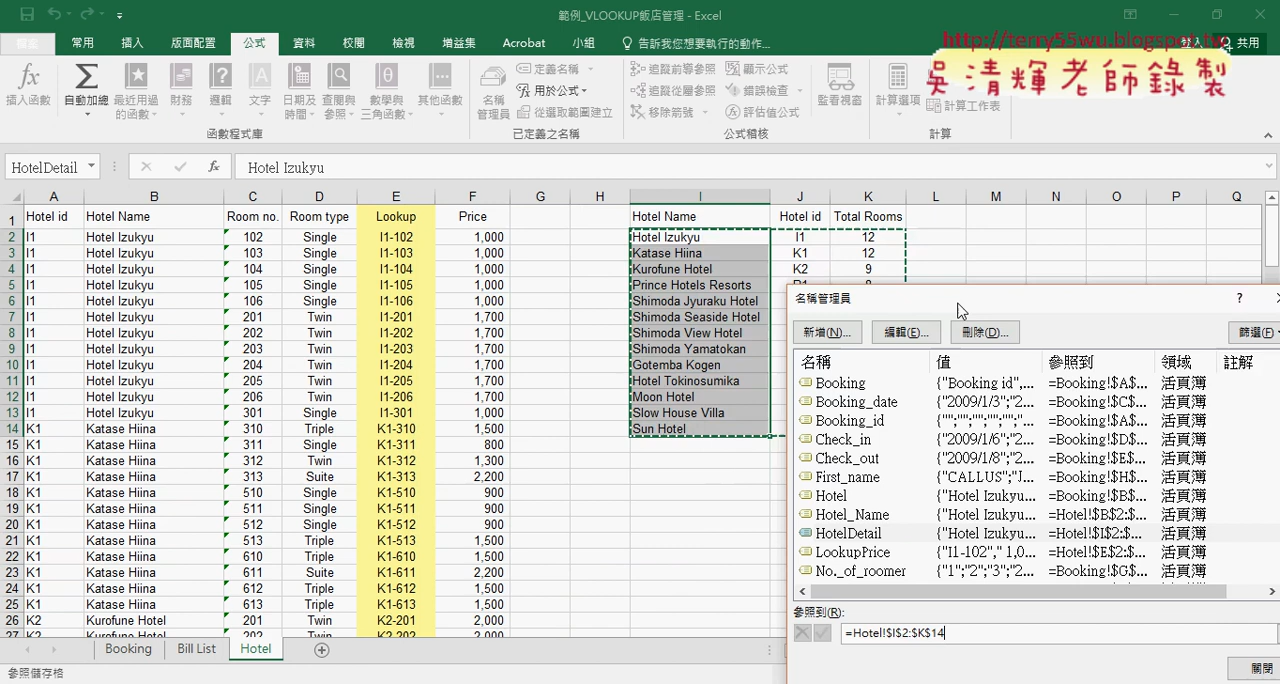 範例_VLOOKUP飯店管理 - Excel
http://terry55wu.blogspot.tw
吳清輝老師錄製
檔案 常用 插入 版面配置 公式 資料 校閱 檢視 增益集 Acrobat 小組 告訴我您想要執行的動作... 登入 共用
插入函數 自動加總 最近用過的函數 財務 邏輯 文字 日期及時間 查閱與參照 數學與三角函數 其他函數
函數程式庫
名稱管理員 定義名稱 用於公式 從選取範圍建立
已定義之名稱
追蹤前導參照 追蹤從屬參照 移除箭號 顯示公式 錯誤檢查 評估值公式 監看視窗
公式稽核
計算選項 計算工作表
計算
HotelDetail fx Hotel Izukyu
A B C D E F G H I J K L M N O P Q
1 Hotel id Hotel Name Room no. Room type Lookup Price Hotel Name Hotel id Total Rooms
2 I1 Hotel Izukyu 102 Single I1-102 1,000 Hotel Izukyu I1 12
3 I1 Hotel Izukyu 103 Single I1-103 1,000 Katase Hiina K1 12
4 I1 Hotel Izukyu 104 Single I1-104 1,000 Kurofune Hotel K2 9
5 I1 Hotel Izukyu 105 Single I1-105 1,000 Prince Hotels Resorts
6 I1 Hotel Izukyu 106 Single I1-106 1,000 Shimoda Jyuraku Hotel
7 I1 Hotel Izukyu 201 Twin I1-201 1,700 Shimoda Seaside Hotel
8 I1 Hotel Izukyu 202 Twin I1-202 1,700 Shimoda View Hotel
9 I1 Hotel Izukyu 203 Twin I1-203 1,700 Shimoda Yamatokan
10 I1 Hotel Izukyu 204 Twin I1-204 1,700 Gotemba Kogen
11 I1 Hotel Izukyu 205 Twin I1-205 1,700 Hotel Tokinosumika
12 I1 Hotel Izukyu 206 Twin I1-206 1,700 Moon Hotel
13 I1 Hotel Izukyu 301 Single I1-301 1,000 Slow House Villa
14 K1 Katase Hiina 310 Triple K1-310 1,500 Sun Hotel
15 K1 Katase Hiina 311 Single K1-311 800
16 K1 Katase Hiina 312 Twin K1-312 1,300
17 K1 Katase Hiina 313 Suite K1-313 2,200
18 K1 Katase Hiina 510 Single K1-510 900
19 K1 Katase Hiina 511 Single K1-511 900
20 K1 Katase Hiina 512 Single K1-512 900
21 K1 Katase Hiina 513 Triple K1-513 1,500
22 K1 Katase Hiina 610 Triple K1-610 1,500
23 K1 Katase Hiina 611 Suite K1-611 2,200
24 K1 Katase Hiina 612 Triple K1-612 1,500
25 K1 Katase Hiina 613 Triple K1-613 1,500
26 K2 Kurofune Hotel 201 Twin K2-201 2,000
27 K2 Kurofune Hotel 202 Twin K2-202 2,000
名稱管理員 ?
新增(N)... 編輯(E)... 刪除(D)... 篩選(F)
名稱 值 參照到 領域 註解
Booking {"Booking id",... =Booking!$A$... 活頁簿
Booking_date {"2009/1/3";"2... =Booking!$C$... 活頁簿
Booking_id {"";"";"";"";"";... =Booking!$A$... 活頁簿
Check_in {"2009/1/6";"2... =Booking!$D$... 活頁簿
Check_out {"2009/1/8";"2... =Booking!$E$... 活頁簿
First_name {"CALLUS";"J... =Booking!$H$... 活頁簿
Hotel {"Hotel Izukyu... =Booking!$B$... 活頁簿
Hotel_Name {"Hotel Izukyu... =Hotel!$B$2:$... 活頁簿
HotelDetail {"Hotel Izukyu... =Hotel!$I$2:$... 活頁簿
LookupPrice {"I1-102"," 1,0... =Hotel!$E$2:$... 活頁簿
No._of_roomer {"1";"2";"3";"2... =Booking!$G$... 活頁簿
參照到(R):
=Hotel!$I$2:$K$14
關閉
Booking Bill List Hotel
參照儲存格